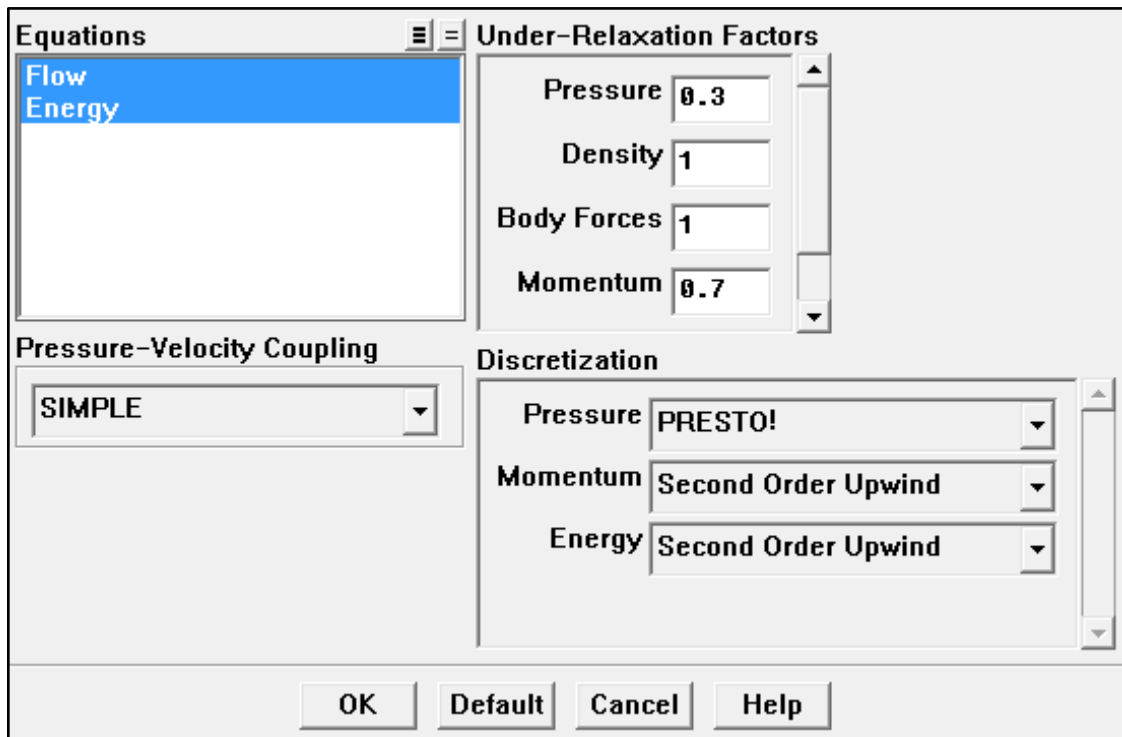 Equations
Flow
Energy
Pressure-Velocity Coupling
SIMPLE
Under-Relaxation Factors
Pressure 0.3
Density 1
Body Forces 1
Momentum 0.7
Discretization
Pressure PRESTO!
Momentum Second Order Upwind
Energy Second Order Upwind
OK Default Cancel Help